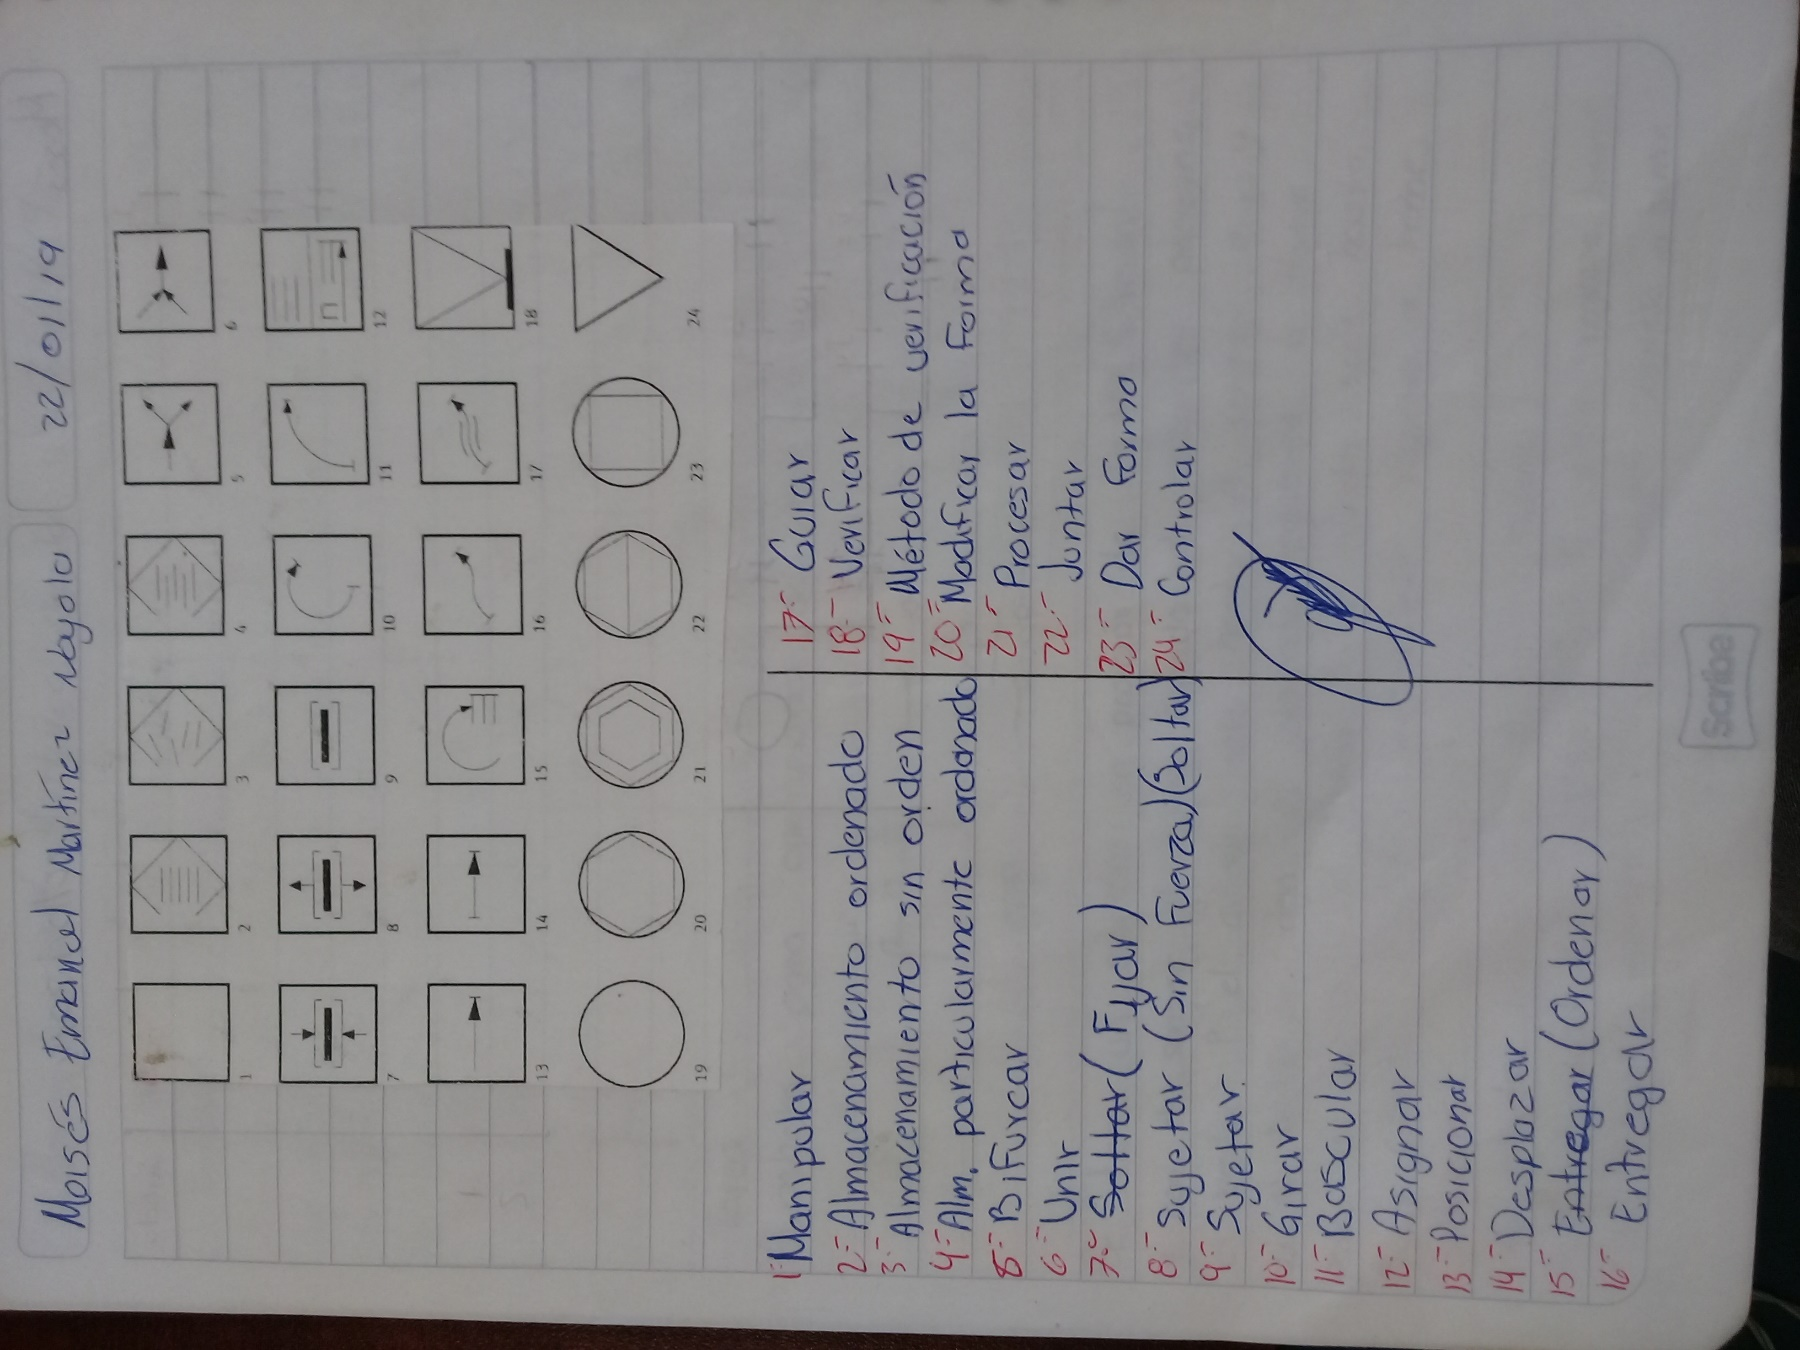 Moisés Emanuel Martínez Noyola 22/01/19
1 2 3 4 5 6
7 8 9 10 11 12
13 14 15 16 17 18
19 20 21 22 23 24
1- Manipular
2- Almacenamiento ordenado
3- Almacenamiento sin orden
4- Alm. particularmente ordonado
5- Bifurcar
6- Unir
7- Soltar (Fijar)
8- Sujetar (Sin Fuerza) (Soltar)
9- Sujetar.
10- Girar
11- Bascular
12- Asignar
13- Posicionar
14- Desplazar
15- Entregar (Ordenar)
16- Entregar
17- Guiar
18- Verificar
19- Método de verificación
20- Modificar la Forma
21- Procesar
22- Juntar
23- Dar Forma
24- Controlar
Scribe